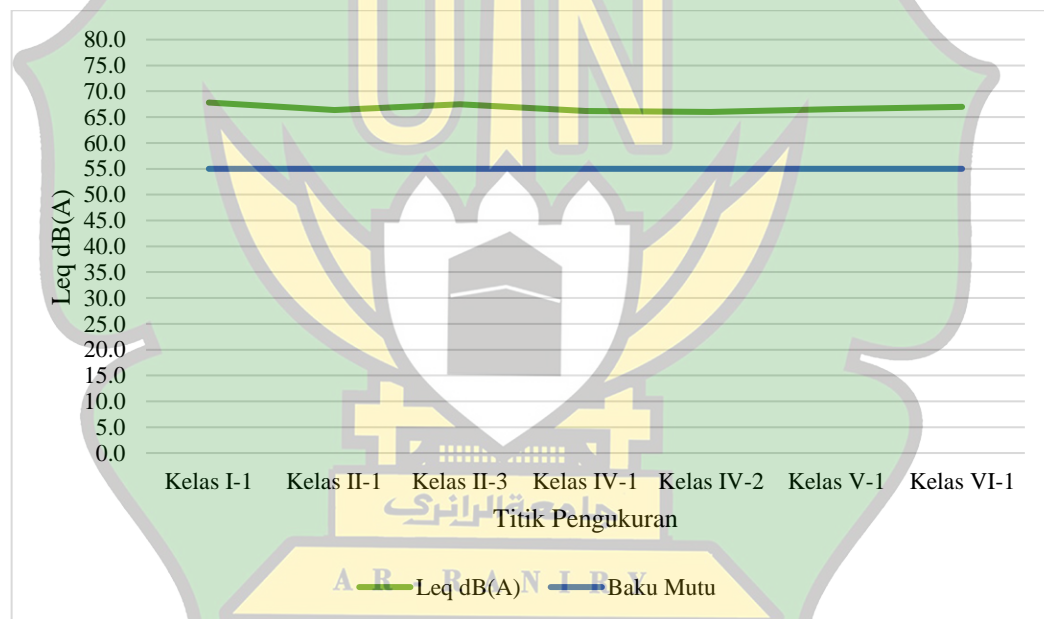 UIN
80.0
75.0
70.0
65.0
60.0
55.0
50.0
45.0
40.0
35.0
30.0
25.0
20.0
15.0
10.0
5.0
0.0
Leq dB(A)
Kelas I-1 Kelas II-1 Kelas II-3 Kelas IV-1 Kelas IV-2 Kelas V-1 Kelas VI-1
جامعة الرانري
Titik Pengukuran
AR-RANIRY
Leq dB(A) Baku Mutu